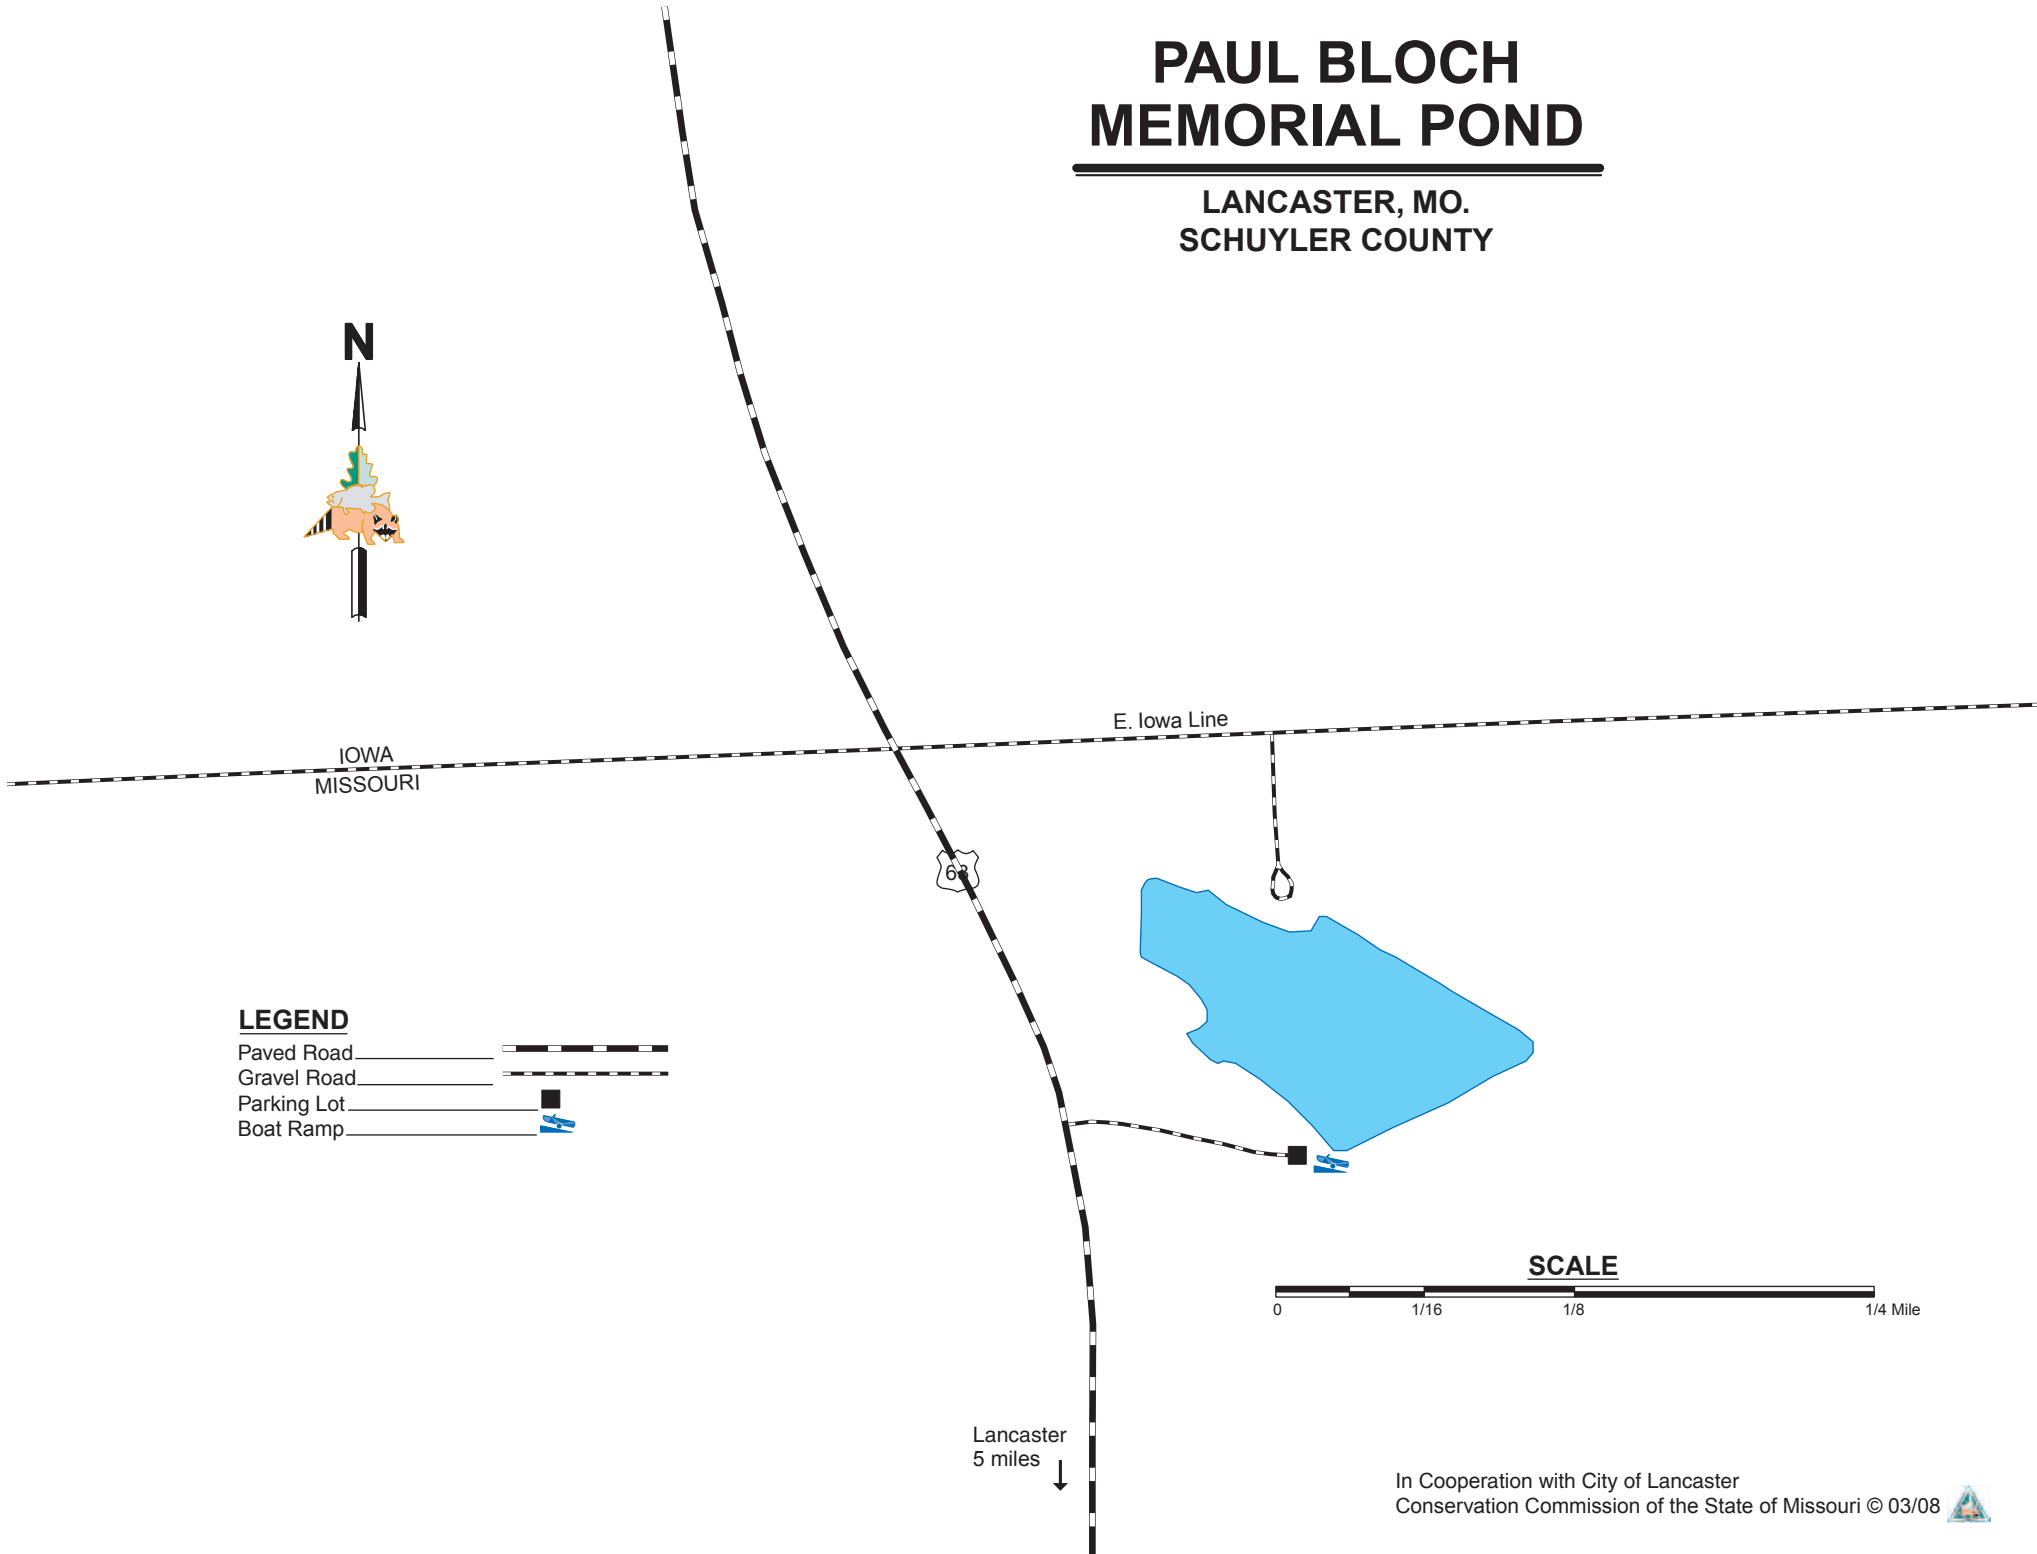 PAUL BLOCH
MEMORIAL POND
LANCASTER, MO.
SCHUYLER COUNTY
N
E. Iowa Line
IOWA
MISSOURI
63
LEGEND
Paved Road
Gravel Road
Parking Lot
Boat Ramp
SCALE
0 1/16 1/8 1/4 Mile
Lancaster
5 miles
In Cooperation with City of Lancaster
Conservation Commission of the State of Missouri © 03/08